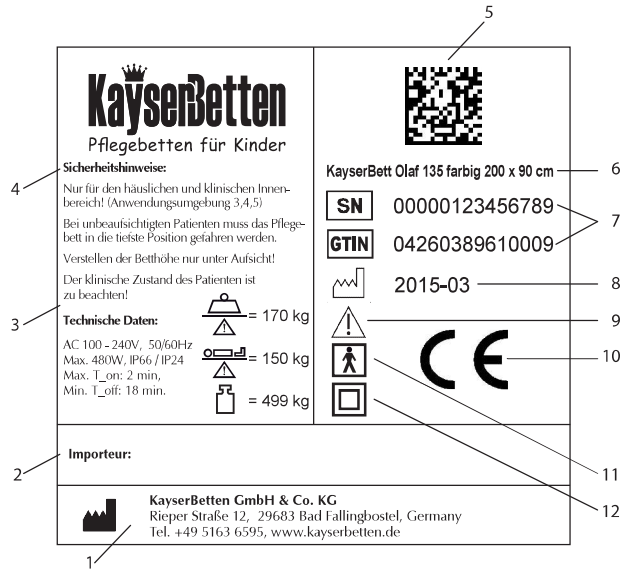 5
KayserBetten
Pflegebetten für Kinder
4
Sicherheitshinweise:
Nur für den häuslichen und klinischen Innen-
bereich! (Anwendungsumgebung 3,4,5)
Bei unbeaufsichtigten Patienten muss das Pflege-
bett in die tiefste Position gefahren werden.
Verstellen der Betthöhe nur unter Aufsicht!
Der klinische Zustand des Patienten ist
zu beachten!
3
Technische Daten:
AC 100 - 240V, 50/60Hz
Max. 480W, IP66 / IP24
Max. T_on: 2 min,
Min. T_off: 18 min.
= 170 kg
= 150 kg
= 499 kg
KayserBett Olaf 135 farbig 200 x 90 cm
6
SN 00000123456789
7
GTIN 04260389610009
2015-03
8
9
CE
10
11
12
2
Importeur:
KayserBetten GmbH & Co. KG
Rieper Straße 12, 29683 Bad Fallingbostel, Germany
Tel. +49 5163 6595, www.kayserbetten.de
1